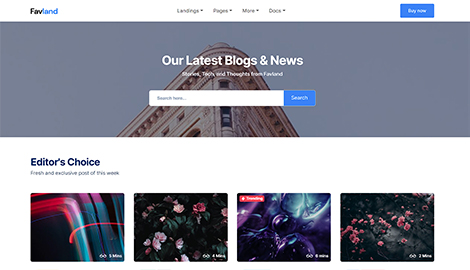 Favland
Landings Pages More Docs
Buy now
Our Latest Blogs & News
Stories, Tech, and Thoughts from Favland
Search here...
Search
Editor's Choice
Fresh and exclusive post of this week
5 Mins
4 Mins
Trending
6 mins
2 Mins